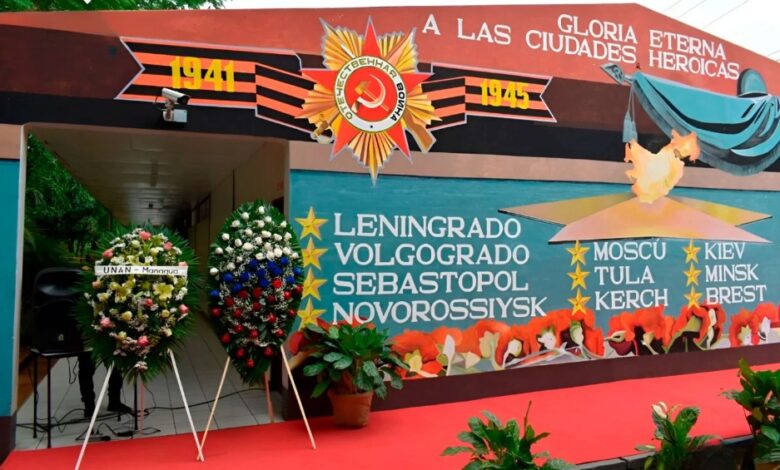 A LAS CIUDADES HEROICAS
GLORIA ETERNA
1941
1945
ОТЕЧЕСТВЕННАЯ ВОЙНА
LENINGRADO
VOLGOGRADO
SEBASTOPOL
NOVOROSSIYSK
MOSCÚ
TULA
KERCH
KIEV
MINSK
BREST
UNAN - Managua